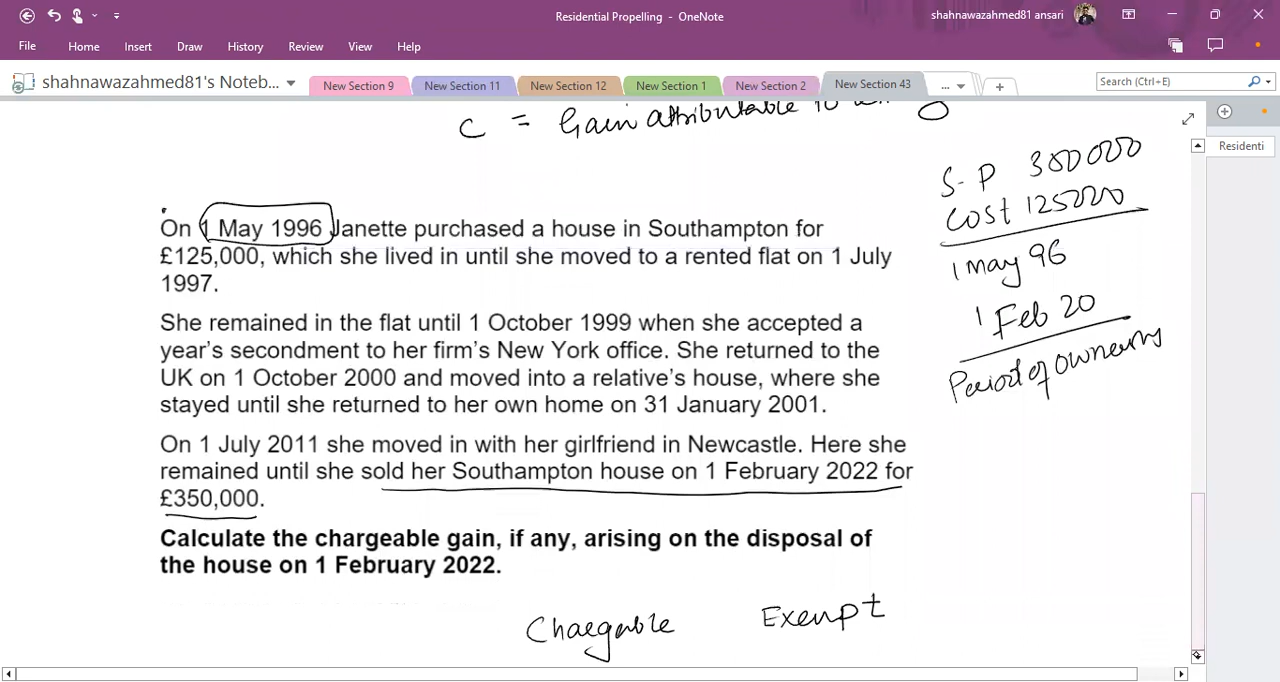 Residential Propelling - OneNote
shahnawazahmed81 ansari
File Home Insert Draw History Review View Help
shahnawazahmed81's Noteb... New Section 9 New Section 11 New Section 12 New Section 1 New Section 2 New Section 43 ... + Search (Ctrl+E)
Residenti
C = Gain attributable to
S-P 350000
Cost 125000
1 May 96
1 Feb 20
Period of
On 1 May 1996 Janette purchased a house in Southampton for
£125,000, which she lived in until she moved to a rented flat on 1 July
1997.
She remained in the flat until 1 October 1999 when she accepted a
year's secondment to her firm's New York office. She returned to the
UK on 1 October 2000 and moved into a relative's house, where she
stayed until she returned to her own home on 31 January 2001.
On 1 July 2011 she moved in with her girlfriend in Newcastle. Here she
remained until she sold her Southampton house on 1 February 2022 for
£350,000.
Calculate the chargeable gain, if any, arising on the disposal of
the house on 1 February 2022.
Chaegable Exempt